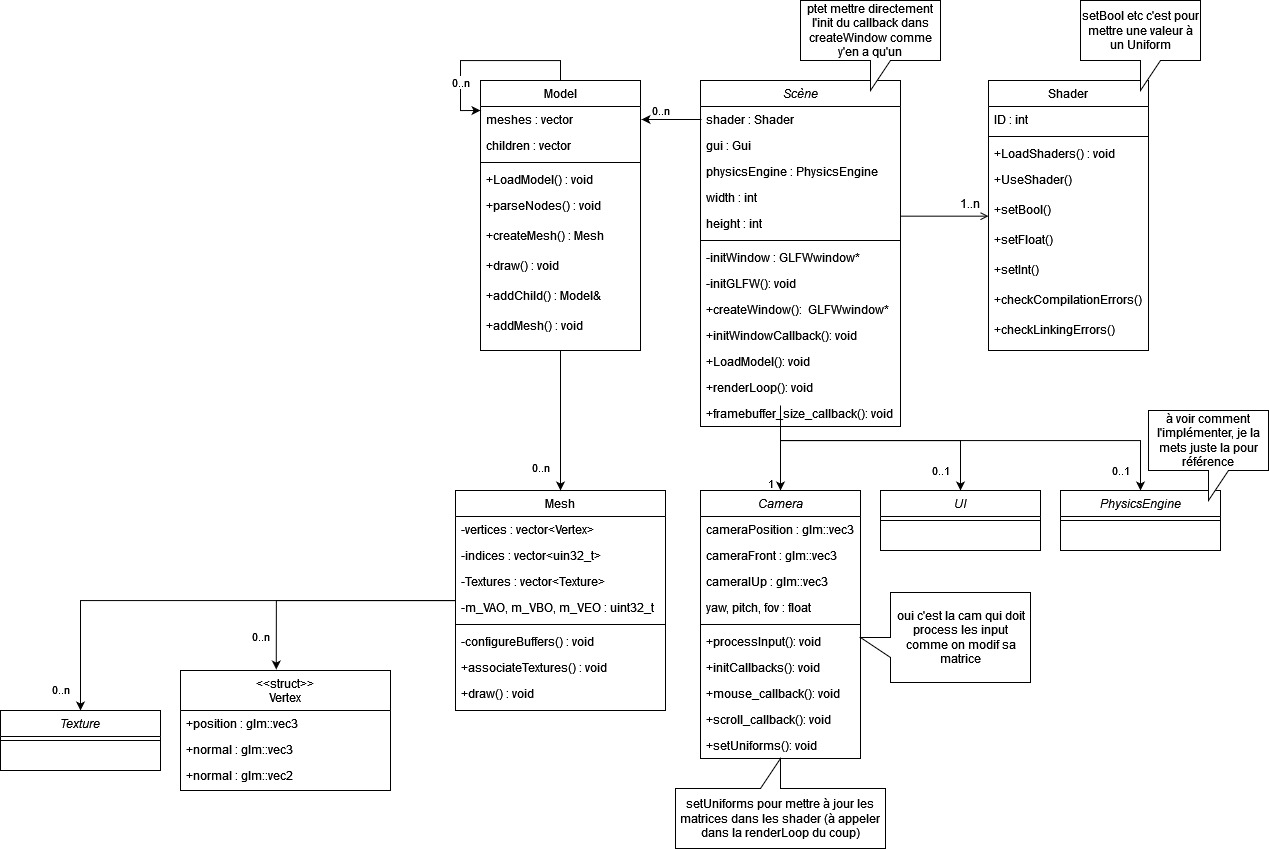 ptet mettre directement
l'init du callback dans
createWindow comme
y'en a qu'un
setBool etc c'est pour
mettre une valeur à
un Uniform
0..n
Model
meshes : vector
children : vector
+LoadModel() : void
+parseNodes() : void
+createMesh() : Mesh
+draw() : void
+addChild() : Model&
+addMesh() : void
0..n
Scène
shader : Shader
gui : Gui
physicsEngine : PhysicsEngine
width : int
height : int
-initWindow : GLFWwindow*
-initGLFW(): void
+createWindow(): GLFWwindow*
+initWindowCallback(): void
+LoadModel(): void
+renderLoop(): void
+framebuffer_size_callback(): void
1..n
Shader
ID : int
+LoadShaders() : void
+UseShader()
+setBool()
+setFloat()
+setInt()
+checkCompilationErrors()
+checkLinkingErrors()
à voir comment
l'implémenter, je la
mets juste la pour
référence
0..n
Mesh
-vertices : vector<Vertex>
-indices : vector<uin32_t>
-Textures : vector<Texture>
-m_VAO, m_VBO, m_VEO : uint32_t
-configureBuffers() : void
+associateTextures() : void
+draw() : void
1
Camera
cameraPosition : glm::vec3
cameraFront : glm::vec3
cameralUp : glm::vec3
yaw, pitch, fov : float
+processInput(): void
+initCallbacks(): void
+mouse_callback(): void
+scroll_callback(): void
+setUniforms(): void
0..1
UI
0..1
PhysicsEngine
oui c'est la cam qui doit
process les input
comme on modif sa
matrice
0..n
Texture
0..n
<<struct>>
Vertex
+position : glm::vec3
+normal : glm::vec3
+normal : glm::vec2
setUniforms pour mettre à jour les
matrices dans les shader (à appeler
dans la renderLoop du coup)